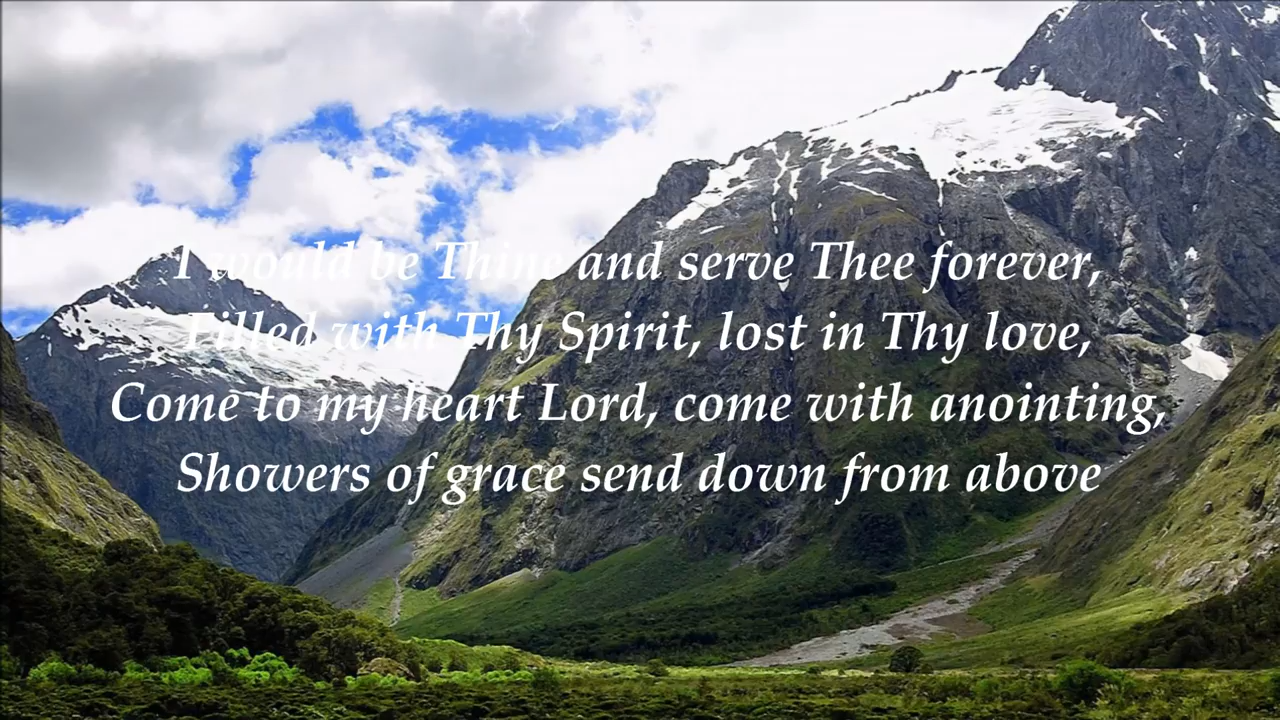 I would be Thine and serve Thee forever,
Filled with Thy Spirit, lost in Thy love,
Come to my heart Lord, come with anointing,
Showers of grace send down from above